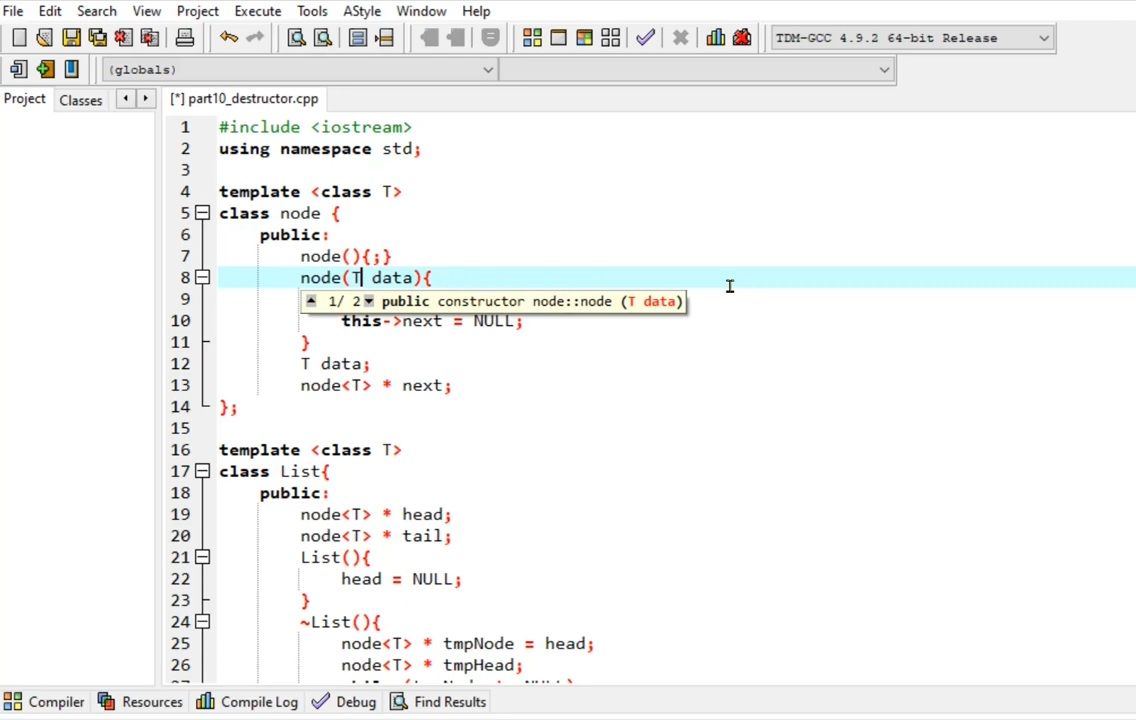 File Edit Search View Project Execute Tools AStyle Window Help
TDM-GCC 4.9.2 64-bit Release
(globals)
Project Classes [*] part10_destructor.cpp
1 #include <iostream>
2 using namespace std;
3
4 template <class T>
5 class node {
6 public:
7 node(){;}
8 node(T data){
9 1/ 2 public constructor node::node (T data)
10 this->next = NULL;
11 }
12 T data;
13 node<T> * next;
14 };
15
16 template <class T>
17 class List{
18 public:
19 node<T> * head;
20 node<T> * tail;
21 List(){
22 head = NULL;
23 }
24 ~List(){
25 node<T> * tmpNode = head;
26 node<T> * tmpHead;
Compiler Resources Compile Log Debug Find Results